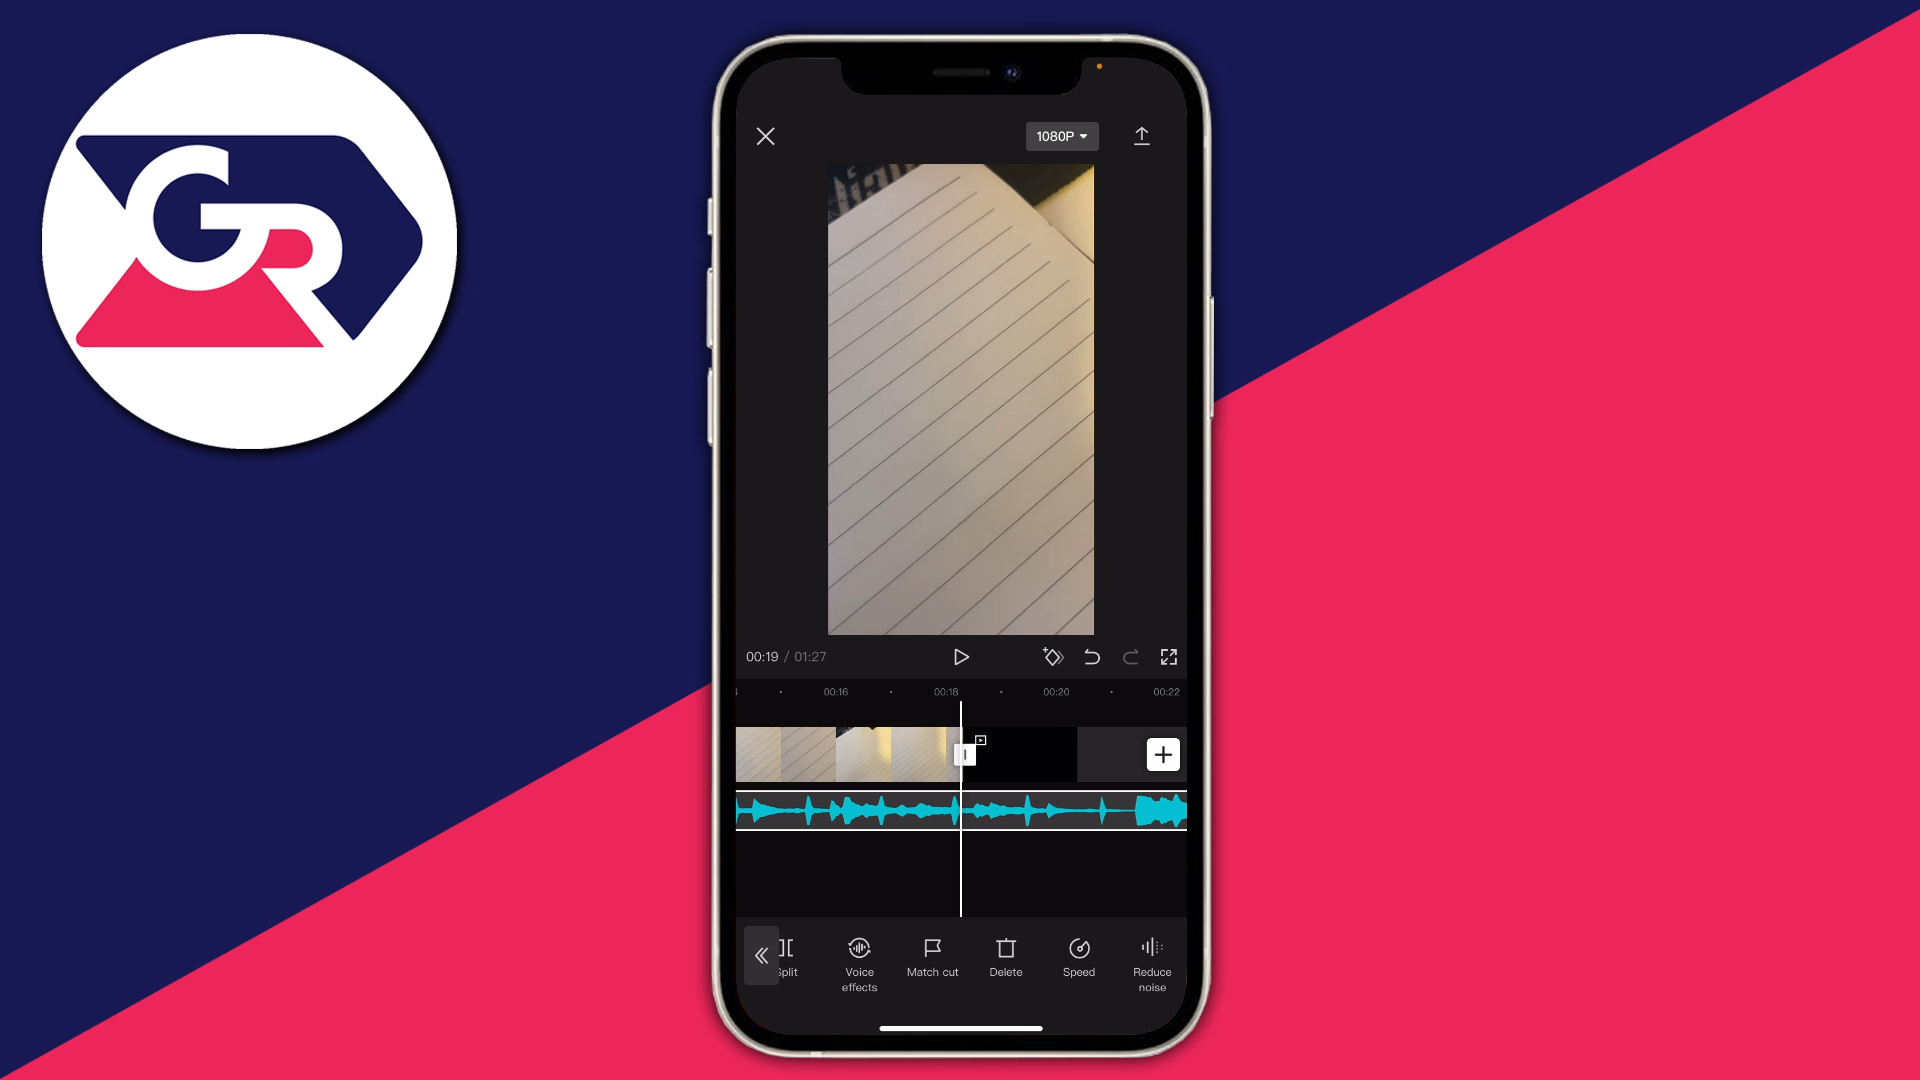 GR
1080P
00:19 / 01:27
00:16
00:18
00:20
00:22
Split
Voice effects
Match cut
Delete
Speed
Reduce noise